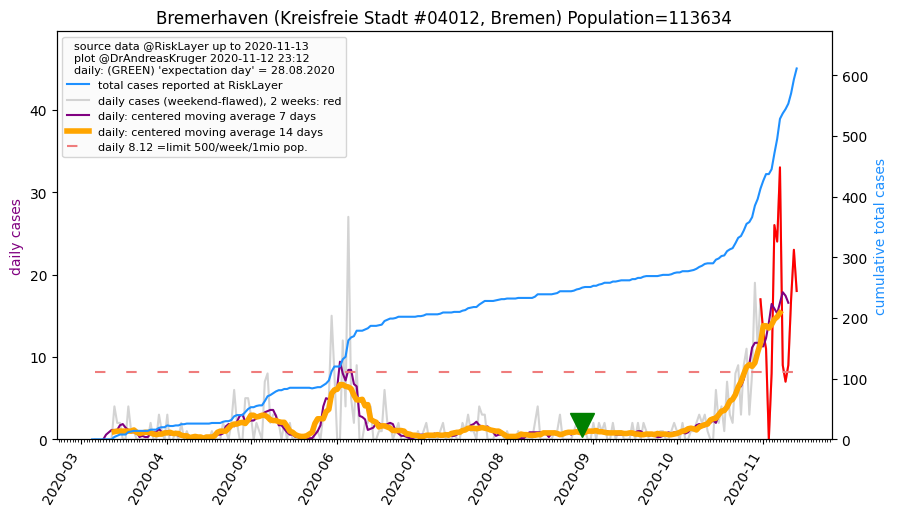 Bremerhaven (Kreisfreie Stadt #04012, Bremen) Population=113634
source data @RiskLayer up to 2020-11-13
plot @DrAndreasKruger 2020-11-12 23:12
daily: (GREEN) 'expectation day' = 28.08.2020
total cases reported at RiskLayer
daily cases (weekend-flawed), 2 weeks: red
daily: centered moving average 7 days
daily: centered moving average 14 days
daily 8.12 =limit 500/week/1mio pop.
daily cases
40
30
20
10
0
cumulative total cases
600
500
400
300
200
100
0
2020-03
2020-04
2020-05
2020-06
2020-07
2020-08
2020-09
2020-10
2020-11